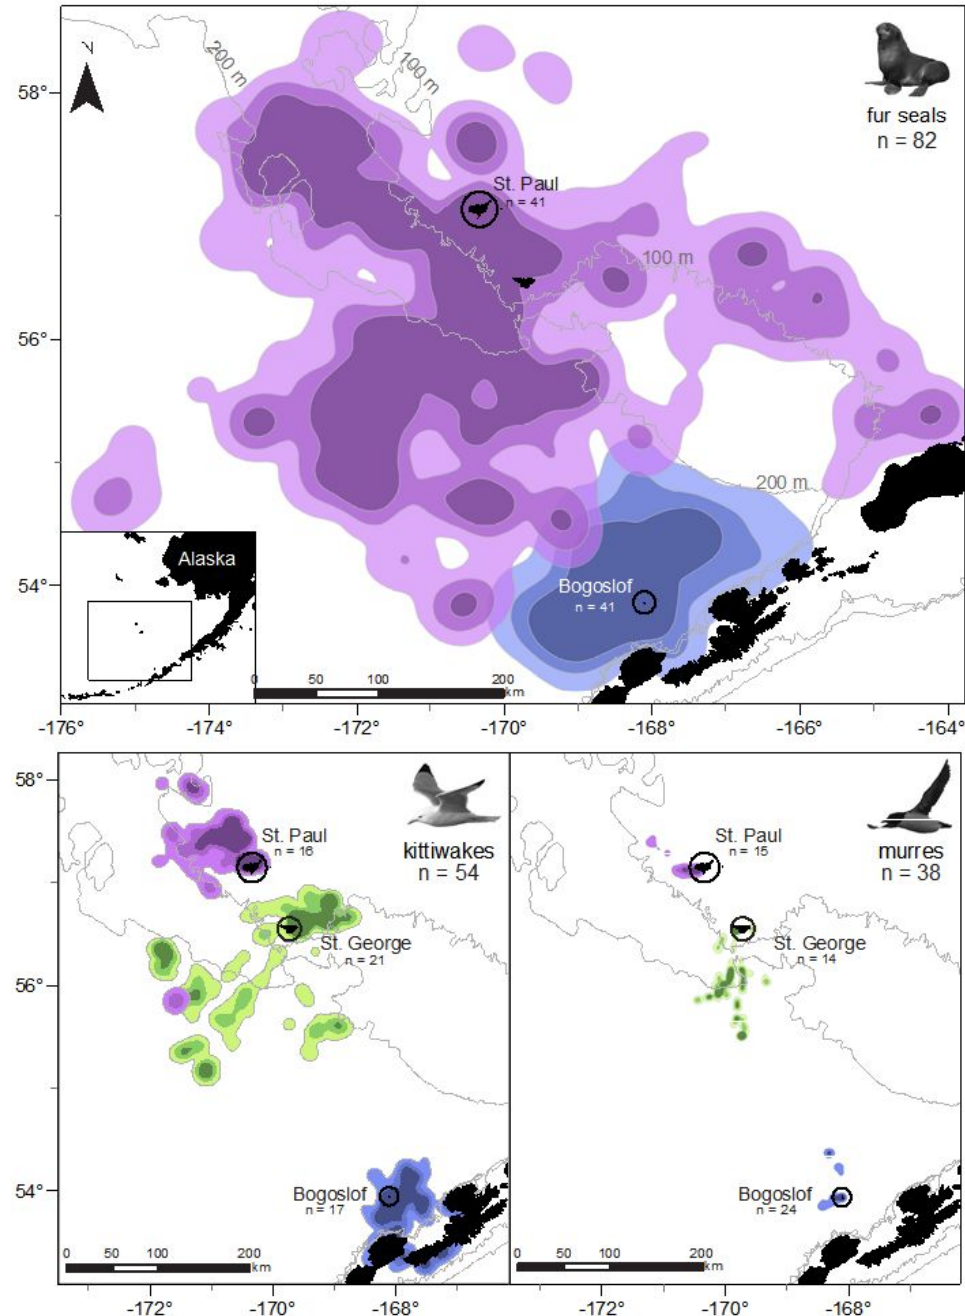 N
200 m
100 m
fur seals
n = 82
58°
St. Paul
n = 41
100 m
56°
200 m
Alaska
54°
Bogoslof
n = 41
0 50 100 200
km
-176 -174 -172 -170 -168 -166 -164
58°
kittiwakes
n = 54
St. Paul
n = 16
St. George
n = 21
56°
54°
Bogoslof
n = 17
0 50 100 200
km
-172 -170 -168
murres
n = 38
St. Paul
n = 15
St. George
n = 14
Bogoslof
n = 24
0 50 100 200
km
-172 -170 -168